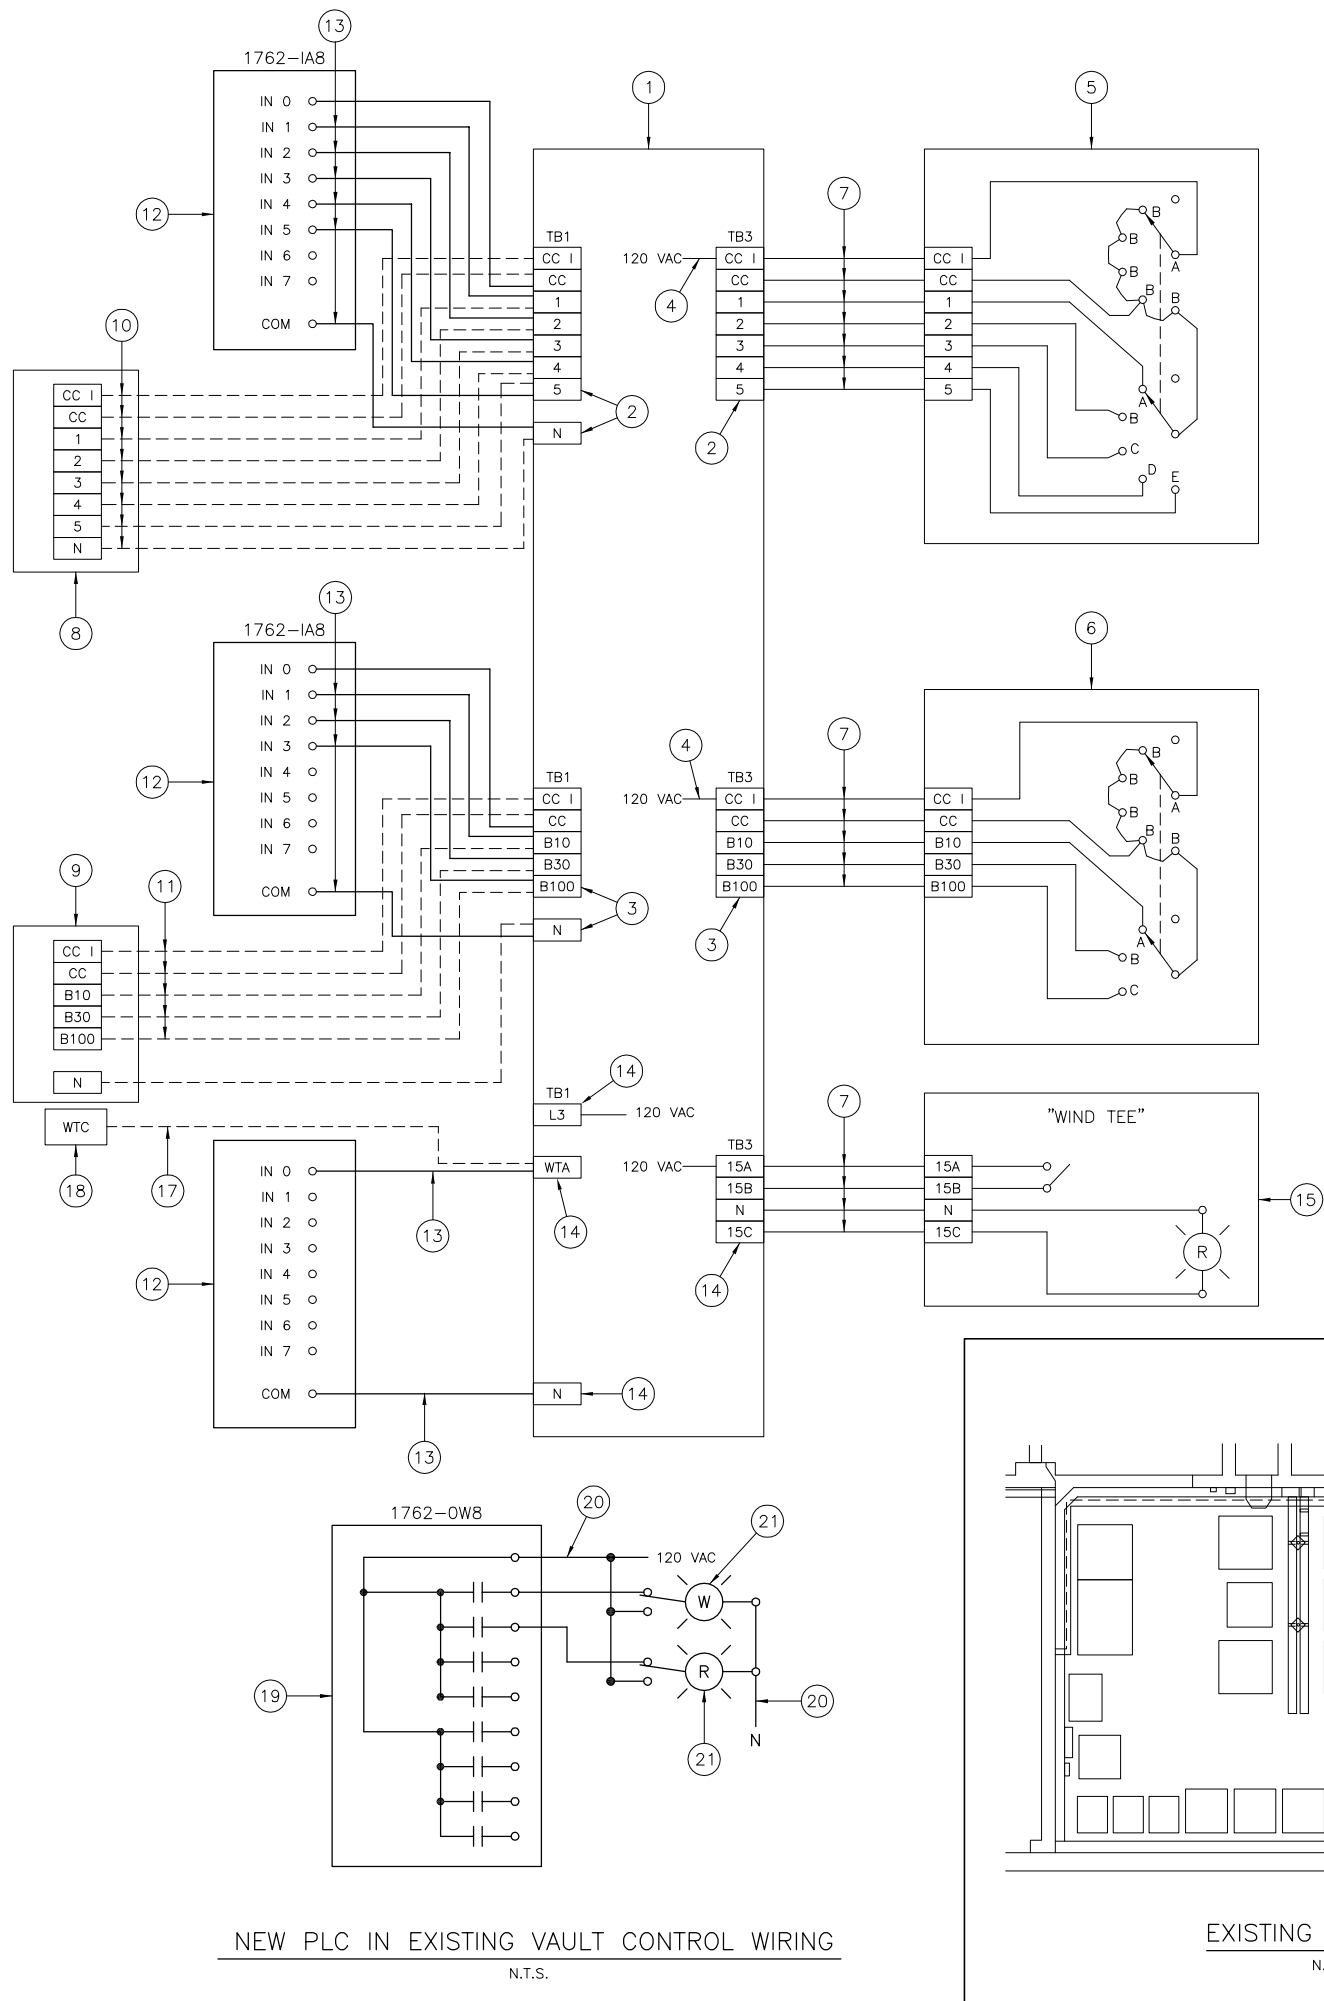 13
1762-IA8
IN 0
IN 1
IN 2
IN 3
IN 4
IN 5
IN 6
IN 7
COM
12
10
CC I
CC
1
2
3
4
5
N
8
1
TB1
CC I
CC
1
2
3
4
5
N
2
120 VAC
4
TB3
CC I
CC
1
2
3
4
5
2
7
5
CC I
CC
1
2
3
4
5
B
B
B
B
A
B
A
B
C
D
E
13
1762-IA8
IN 0
IN 1
IN 2
IN 3
IN 4
IN 5
IN 6
IN 7
COM
12
9
11
CC I
CC
B10
B30
B100
N
TB1
CC I
CC
B10
B30
B100
N
3
4
120 VAC
TB3
CC I
CC
B10
B30
B100
3
7
6
CC I
CC
B10
B30
B100
B
B
B
B
A
B
A
B
C
WTC
18
17
IN 0
IN 1
IN 2
IN 3
IN 4
IN 5
IN 6
IN 7
COM
12
13
13
TB1
L3
120 VAC
14
WTA
14
N
14
120 VAC
TB3
15A
15B
N
15C
14
7
"WIND TEE"
15A
15B
N
15C
R
15
1762-OW8
20
120 VAC
21
W
R
19
20
21
N
NEW PLC IN EXISTING VAULT CONTROL WIRING
N.T.S.
EXISTING
N.